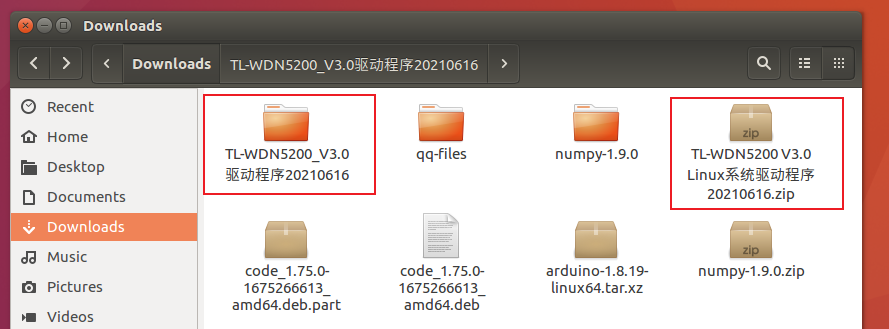 Downloads
Downloads
TL-WDN5200_V3.0驱动程序20210616
Recent
Home
Desktop
Documents
Downloads
Music
Pictures
Videos
TL-WDN5200_V3.0
驱动程序20210616
qq-files
numpy-1.9.0
zip
TL-WDN5200 V3.0
Linux系统驱动程序
20210616.zip
code_1.75.0-
1675266613_
amd64.deb.part
code_1.75.0-
1675266613_
amd64.deb
arduino-1.8.19-
linux64.tar.xz
zip
numpy-1.9.0.zip